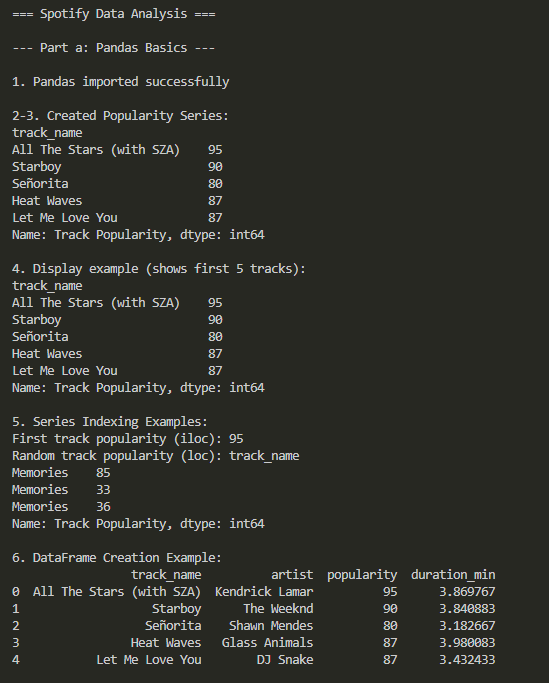 === Spotify Data Analysis ===
--- Part a: Pandas Basics ---
1. Pandas imported successfully
2-3. Created Popularity Series:
track_name
All The Stars (with SZA)    95
Starboy                     90
Señorita                    80
Heat Waves                  87
Let Me Love You             87
Name: Track Popularity, dtype: int64
4. Display example (shows first 5 tracks):
track_name
All The Stars (with SZA)    95
Starboy                     90
Señorita                    80
Heat Waves                  87
Let Me Love You             87
Name: Track Popularity, dtype: int64
5. Series Indexing Examples:
First track popularity (iloc): 95
Random track popularity (loc): track_name
Memories    85
Memories    33
Memories    36
Name: Track Popularity, dtype: int64
6. DataFrame Creation Example:
                 track_name          artist  popularity  duration_min
0  All The Stars (with SZA)  Kendrick Lamar          95      3.869767
1                   Starboy      The Weeknd          90      3.840883
2                  Señorita    Shawn Mendes          80      3.182667
3                Heat Waves   Glass Animals          87      3.980083
4           Let Me Love You        DJ Snake          87      3.432433